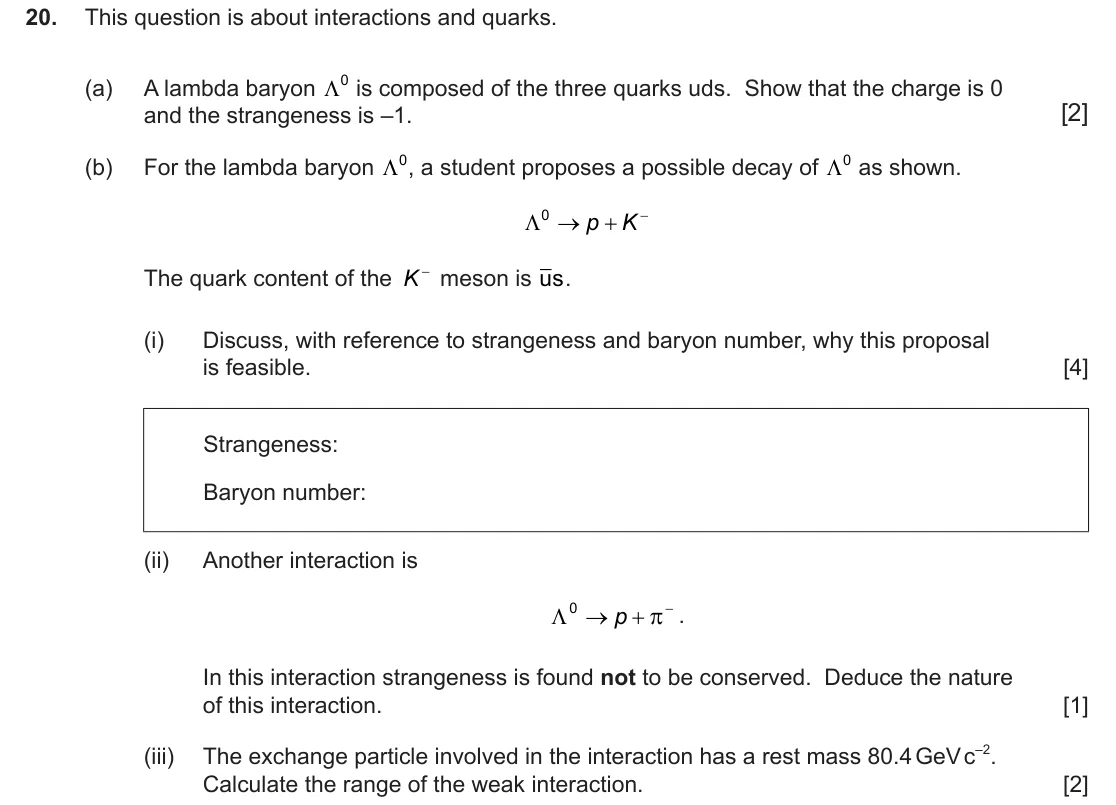 20. This question is about interactions and quarks.
(a) A lambda baryon Λ⁰ is composed of the three quarks uds. Show that the charge is 0
and the strangeness is –1. [2]
(b) For the lambda baryon Λ⁰, a student proposes a possible decay of Λ⁰ as shown.
Λ⁰ → p + K⁻
The quark content of the K⁻ meson is u̅s.
(i) Discuss, with reference to strangeness and baryon number, why this proposal
is feasible. [4]
Strangeness:
Baryon number:
(ii) Another interaction is
Λ⁰ → p + π⁻.
In this interaction strangeness is found not to be conserved. Deduce the nature
of this interaction. [1]
(iii) The exchange particle involved in the interaction has a rest mass 80.4 GeV c⁻².
Calculate the range of the weak interaction. [2]